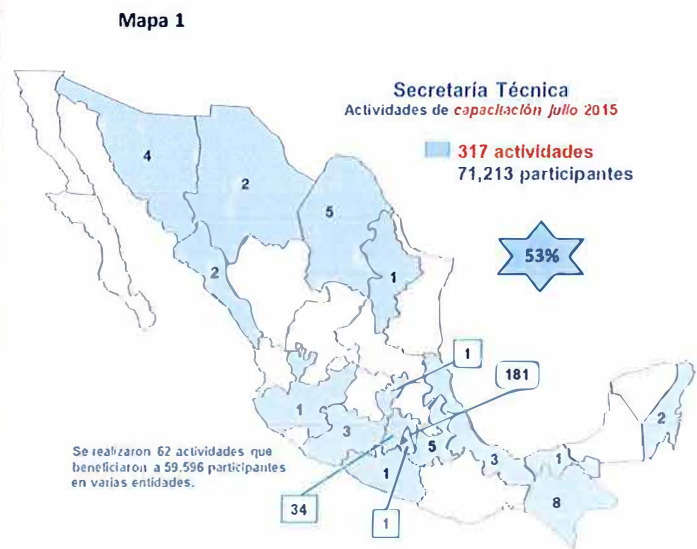 Mapa 1
Secretaría Técnica
Actividades de capacitación julio 2015
317 actividades
71,213 participantes
4
2
5
53%
2
1
1
181
1
3
5
3
1
2
Se realizaron 62 actividades que
beneficiaron a 59.596 participantes
en varias entidades.
1
8
34
1